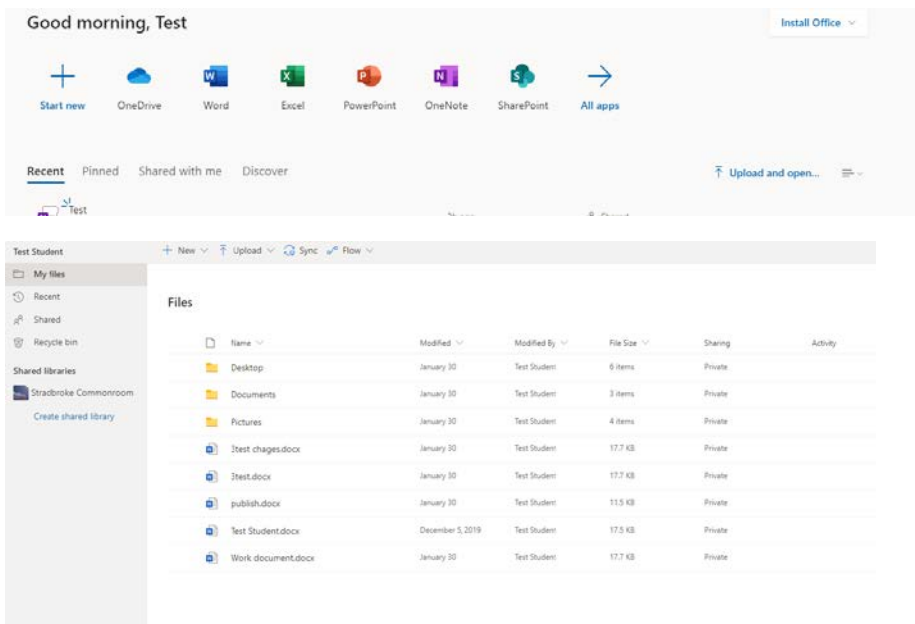 Good morning, Test
Install Office
Start new OneDrive Word Excel PowerPoint OneNote SharePoint All apps
Recent Pinned Shared with me Discover Upload and open...
Test
Test Student New Upload Sync Flow
My files
Recent
Files
Shared
Recycle bin
Name Modified Modified By File Size Sharing Activity
Desktop January 30 Test Student 6 items Private
Shared libraries
Stradbroke Commonroom
Documents January 30 Test Student 3 items Private
Create shared library
Pictures January 30 Test Student 4 items Private
test chages.docx January 30 Test Student 17.7 KB Private
test.docx January 30 Test Student 17.7 KB Private
publish.docx January 30 Test Student 11.5 KB Private
Test Student.docx December 5, 2019 Test Student 17.5 KB Private
Work document.docx January 30 Test Student 17.7 KB Private